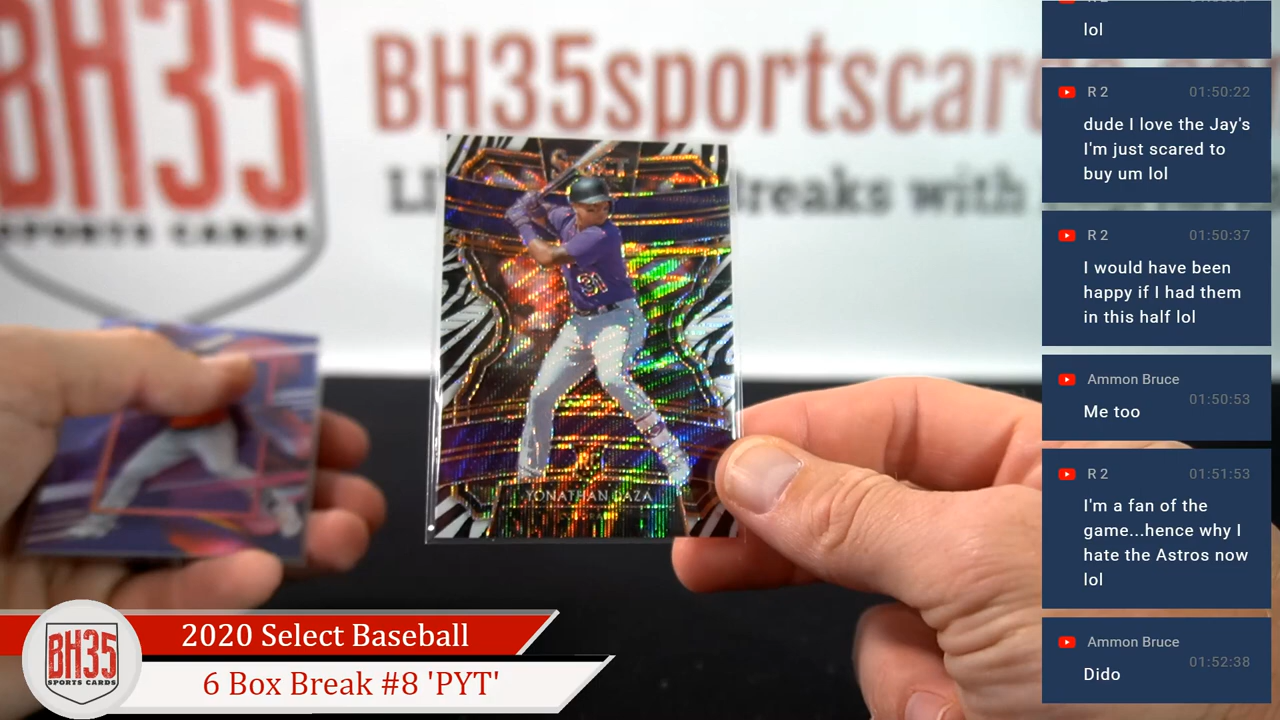 BH35
SPORTS CARDS
BH35sportscards
Breaks with
SELECT
YONATHAN DAZA
lol
R 2 01:50:22
dude I love the Jay's
I'm just scared to
buy um lol
R 2 01:50:37
I would have been
happy if I had them
in this half lol
Ammon Bruce 01:50:53
Me too
R 2 01:51:53
I'm a fan of the
game...hence why I
hate the Astros now
lol
Ammon Bruce 01:52:38
Dido
BH35
SPORTS CARDS
2020 Select Baseball
6 Box Break #8 'PYT'